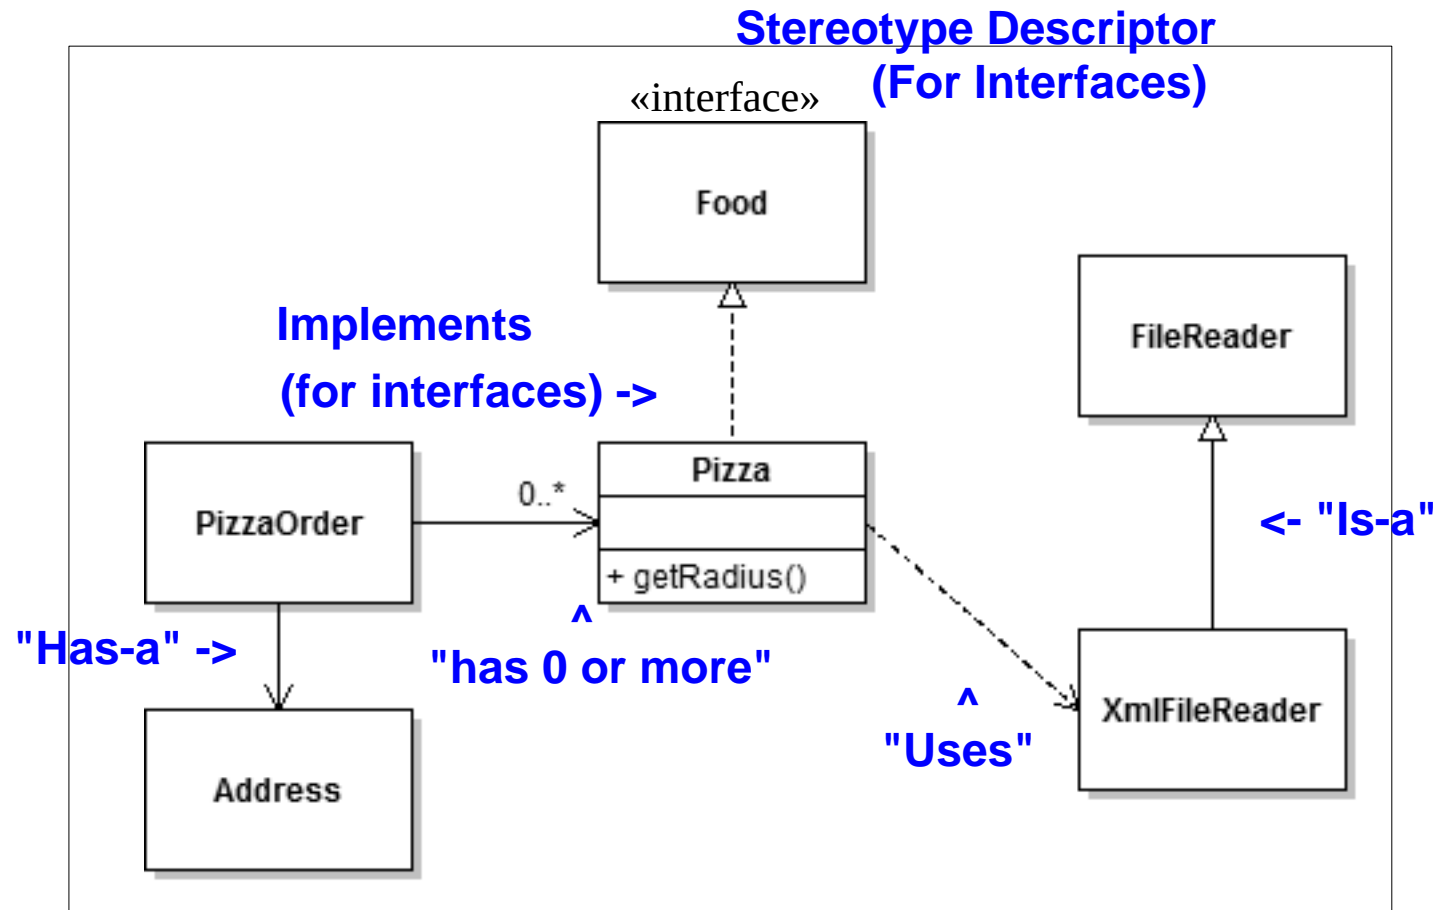 Stereotype Descriptor
(For Interfaces)
«interface»
Food
Implements
(for interfaces) ->
FileReader
PizzaOrder
0..*
Pizza
+ getRadius()
<- "Is-a"
"Has-a" ->
^
"has 0 or more"
^
"Uses"
XmlFileReader
Address